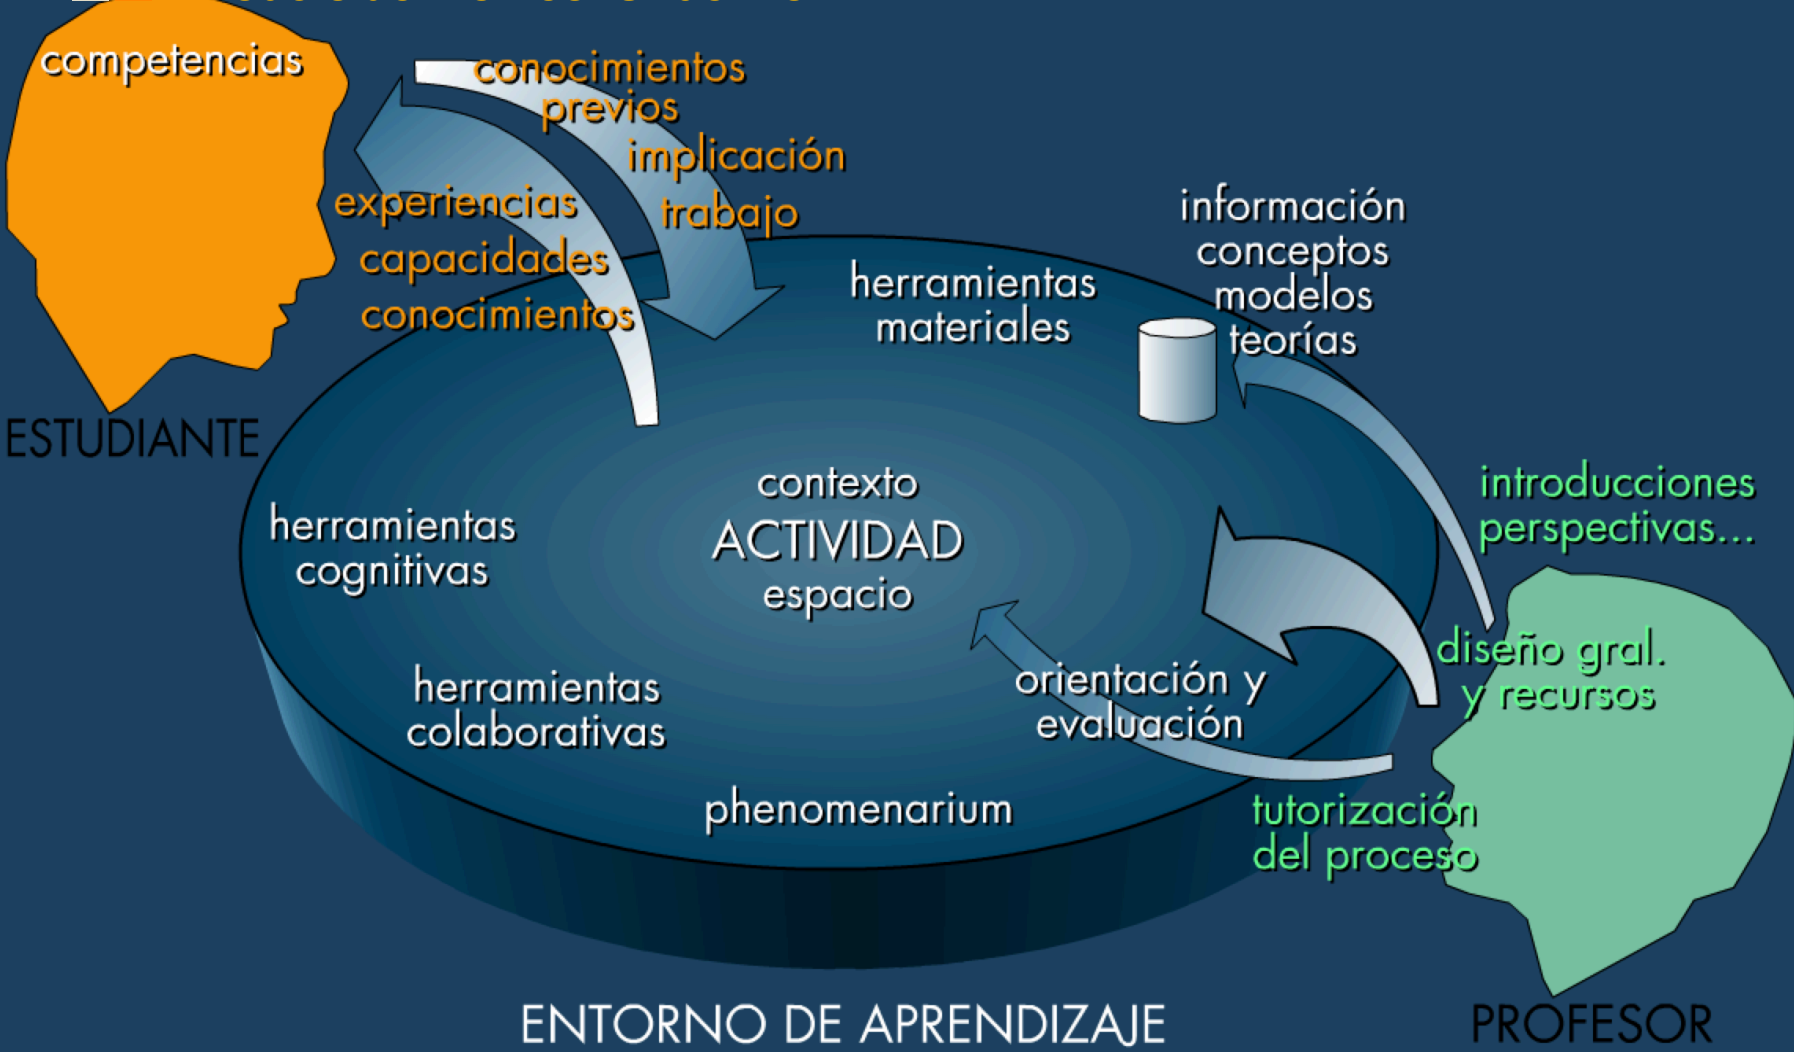 competencias
conocimientos
previos
implicación
trabajo
experiencias
capacidades
conocimientos
ESTUDIANTE
herramientas
materiales
información
conceptos
modelos
teorías
herramientas
cognitivas
contexto
ACTIVIDAD
espacio
introducciones
perspectivas...
diseño gral.
y recursos
herramientas
colaborativas
orientación y
evaluación
phenomenarium
tutorización
del proceso
ENTORNO DE APRENDIZAJE
PROFESOR